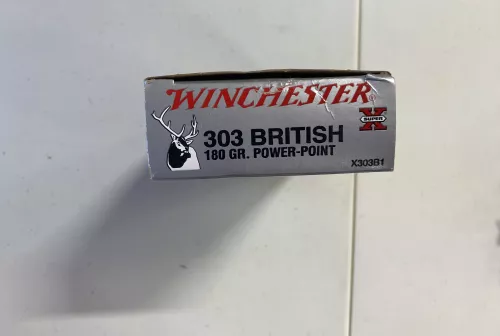 WINCHESTER
SUPER
X
303 BRITISH
180 GR. POWER-POINT
X303B1